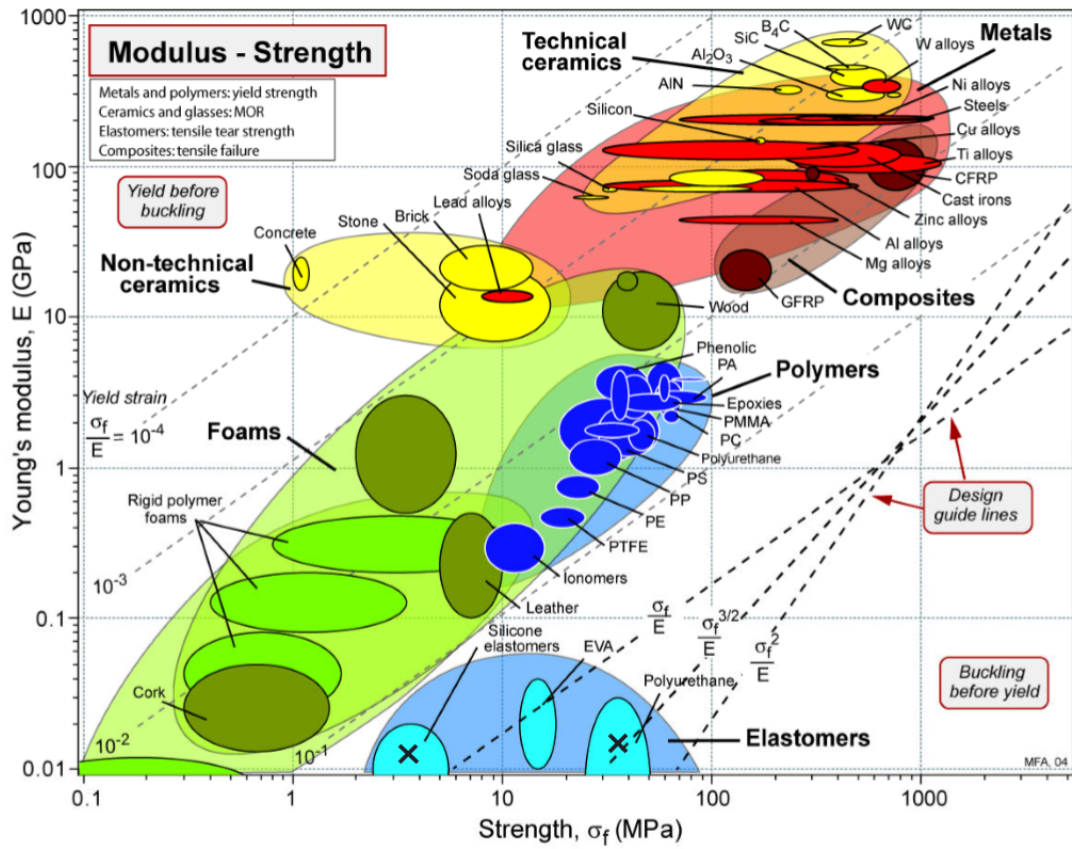 Modulus - Strength
Metals and polymers: yield strength
Ceramics and glasses: MOR
Elastomers: tensile tear strength
Composites: tensile failure
Yield before
buckling
Technical
ceramics
Al2O3
SiC
B4C
WC
W alloys
Metals
AlN
Ni alloys
Steels
Silicon
Cu alloys
Silica glass
Ti alloys
Soda glass
CFRP
Cast irons
Lead alloys
Brick
Stone
Zinc alloys
Concrete
Al alloys
Mg alloys
Non-technical
ceramics
Composites
GFRP
Wood
Phenolic
PA
Polymers
Yield strain
σf/E = 10-4
Epoxies
PMMA
PC
Foams
Polyurethane
PS
PP
Rigid polymer
foams
PE
PTFE
Design
guide lines
10-3
Ionomers
Leather
σf/E
σf3/2/E
σf2/E
Silicone
elastomers
EVA
Polyurethane
Buckling
before yield
Cork
10-2
10-1
Elastomers
MFA, 04
1000
100
10
1
0.1
0.01
Young's modulus, E (GPa)
0.1
1
10
100
1000
Strength, σf (MPa)